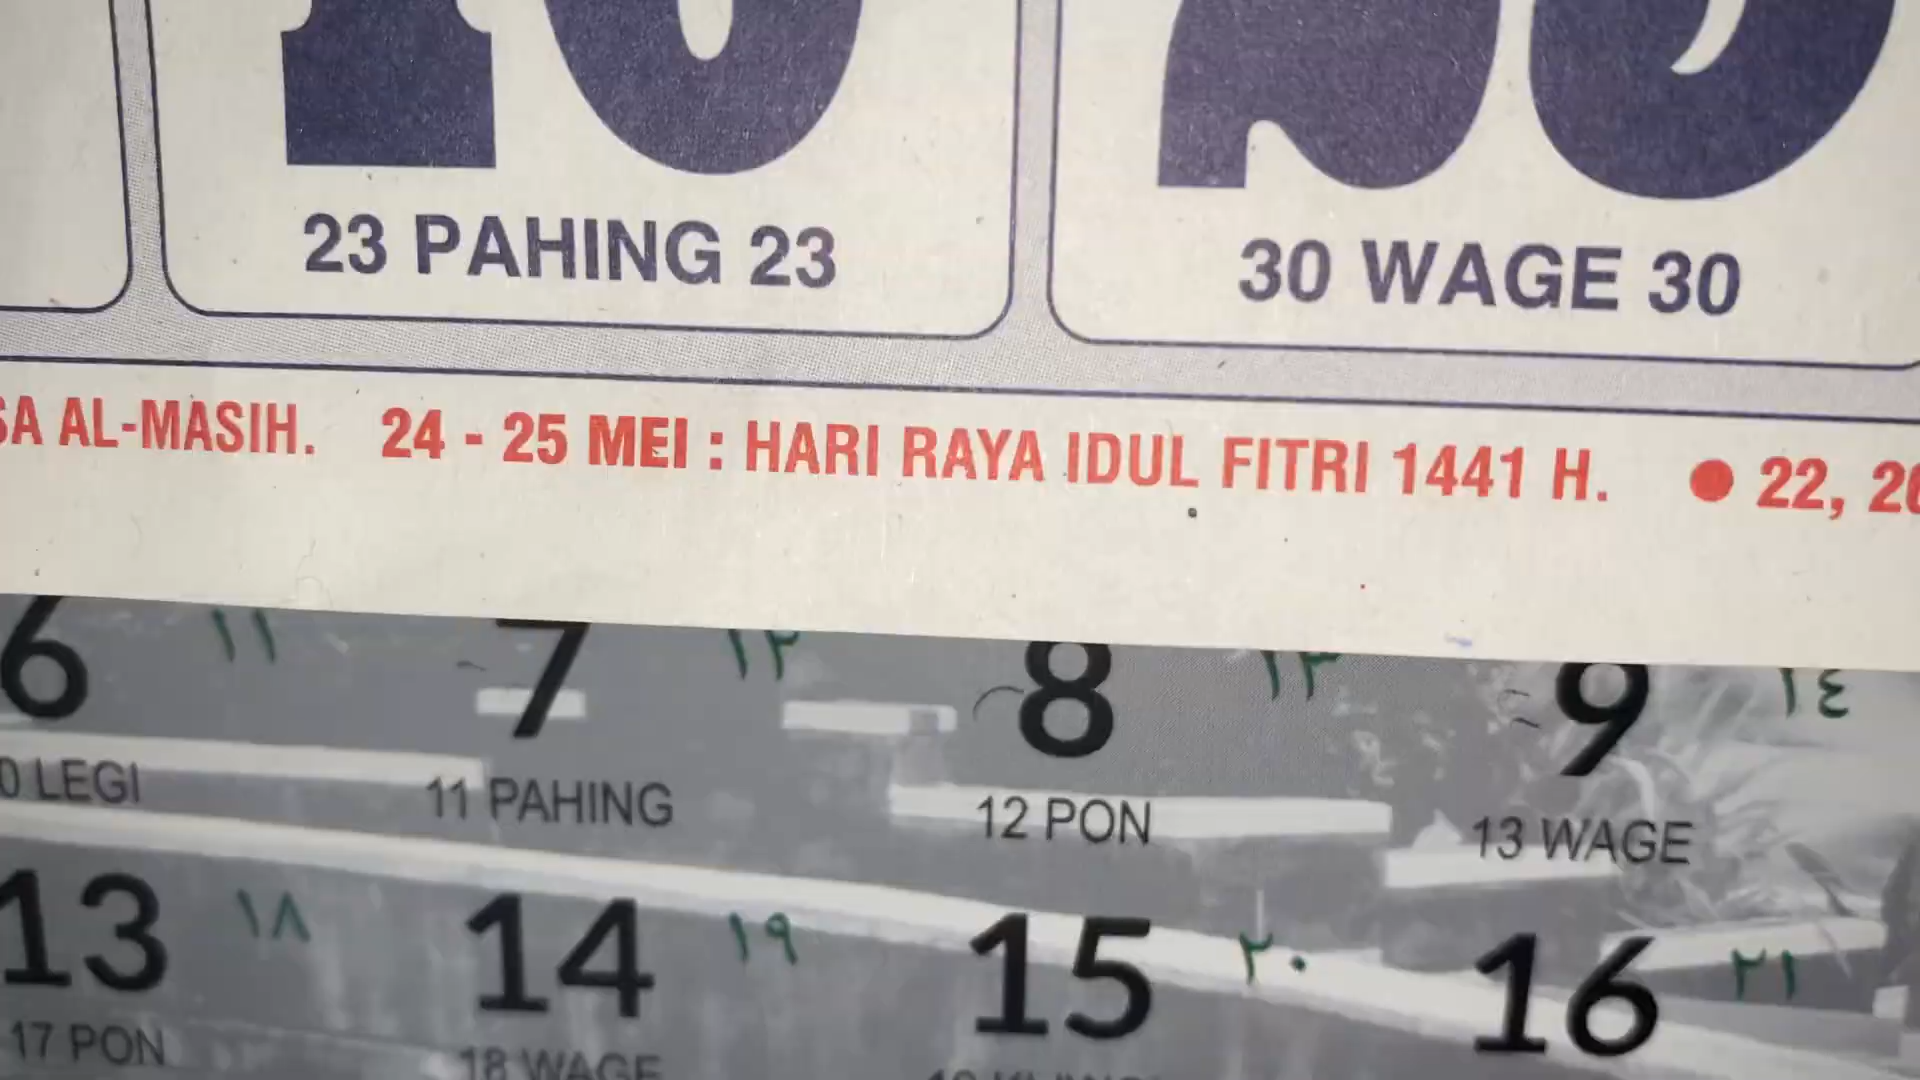 23 PAHING 23
30 WAGE 30
AL-MASIH. 24 - 25 MEI : HARI RAYA IDUL FITRI 1441 H. ● 22,
6 ١١ 7 ١٢ 8 ١٣ 9 ١٤
LEGI 11 PAHING 12 PON 13 WAGE
13 ١٨ 14 ١٩ 15 ٢٠ 16 ٢١
17 PON 18 WAGE